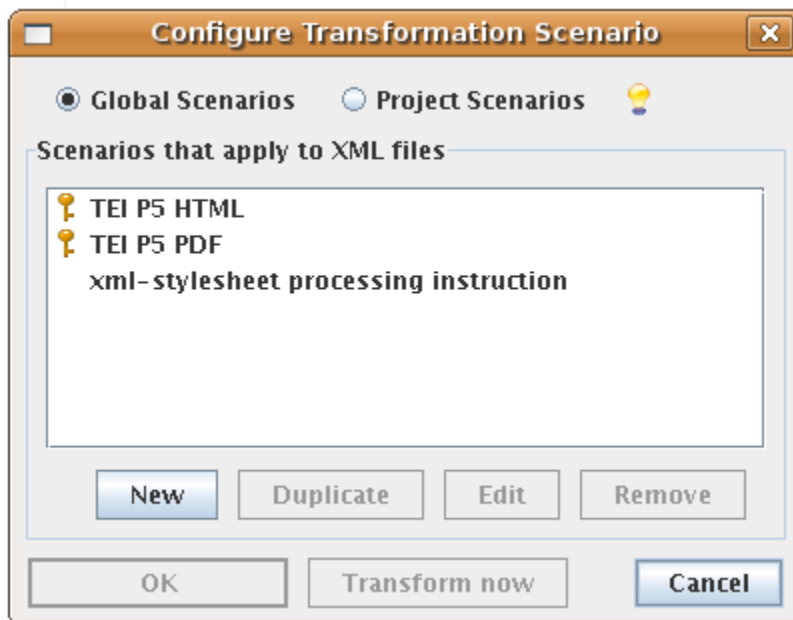 Configure Transformation Scenario
Global Scenarios Project Scenarios
Scenarios that apply to XML files
TEI P5 HTML
TEI P5 PDF
xml-stylesheet processing instruction
New Duplicate Edit Remove
OK Transform now Cancel